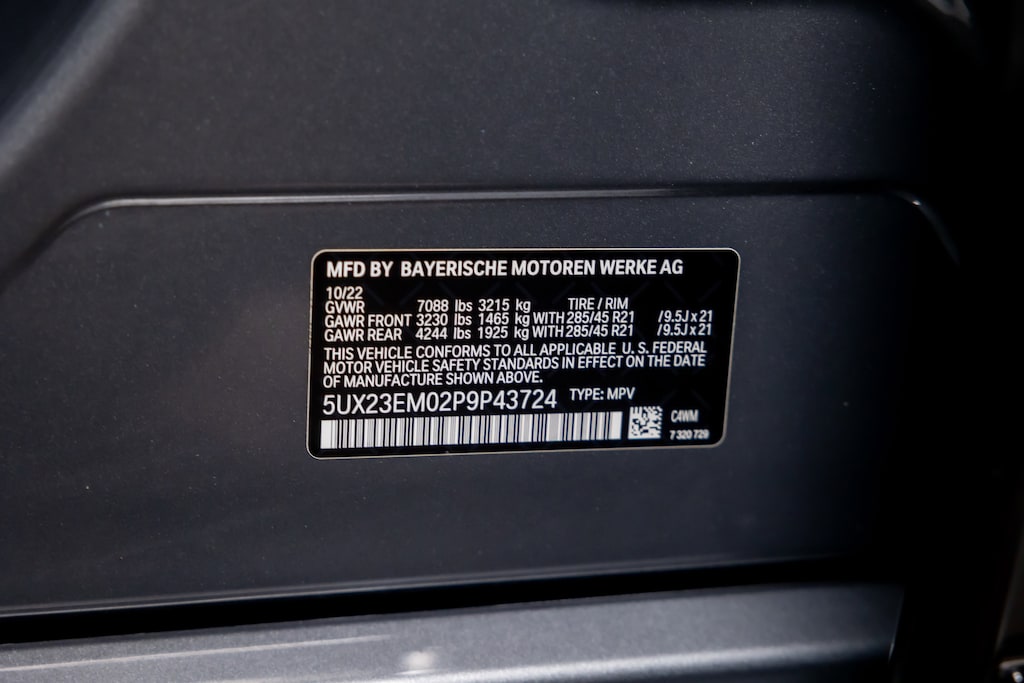 MFD BY BAYERISCHE MOTOREN WERKE AG
10/22
GVWR 7088 lbs 3215 kg TIRE / RIM
GAWR FRONT 3230 lbs 1465 kg WITH 285/45 R21 / 9.5J x 21
GAWR REAR 4244 lbs 1925 kg WITH 285/45 R21 / 9.5J x 21
THIS VEHICLE CONFORMS TO ALL APPLICABLE U. S. FEDERAL
MOTOR VEHICLE SAFETY STANDARDS IN EFFECT ON THE DATE
OF MANUFACTURE SHOWN ABOVE.
5UX23EM02P9P43724 TYPE: MPV
C4WM
7 320 729